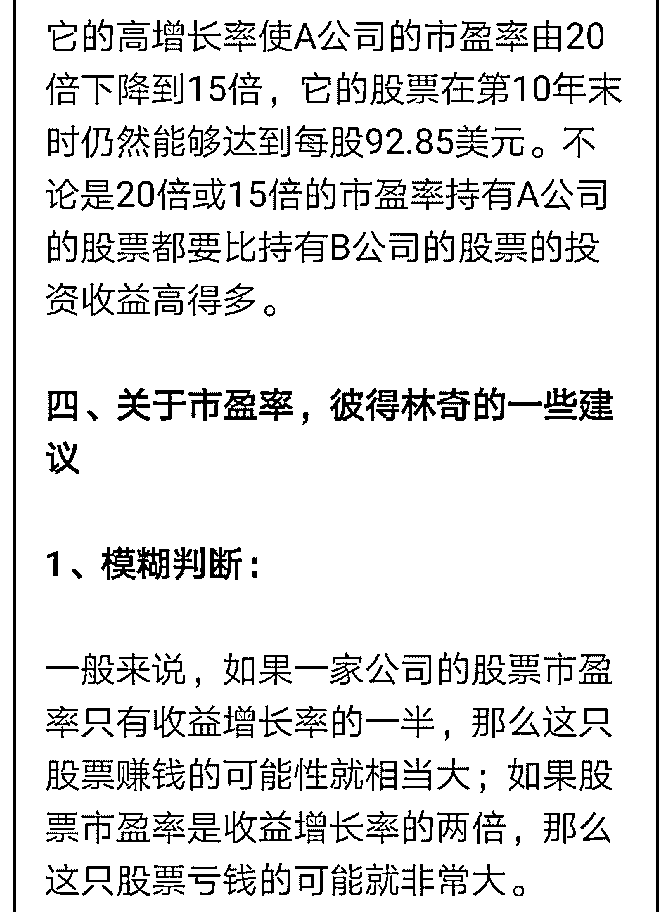 它的高增长率使A公司的市盈率由20
倍下降到15倍，它的股票在第10年末
时仍然能够达到每股92.85美元。不
论是20倍或15倍的市盈率持有A公司
的股票都要比持有B公司的股票的投
资收益高得多。
四、关于市盈率，彼得林奇的一些建
议
1、模糊判断：
一般来说，如果一家公司的股票市盈
率只有收益增长率的一半，那么这只
股票赚钱的可能性就相当大；如果股
票市盈率是收益增长率的两倍，那么
这只股票亏钱的可能就非常大。